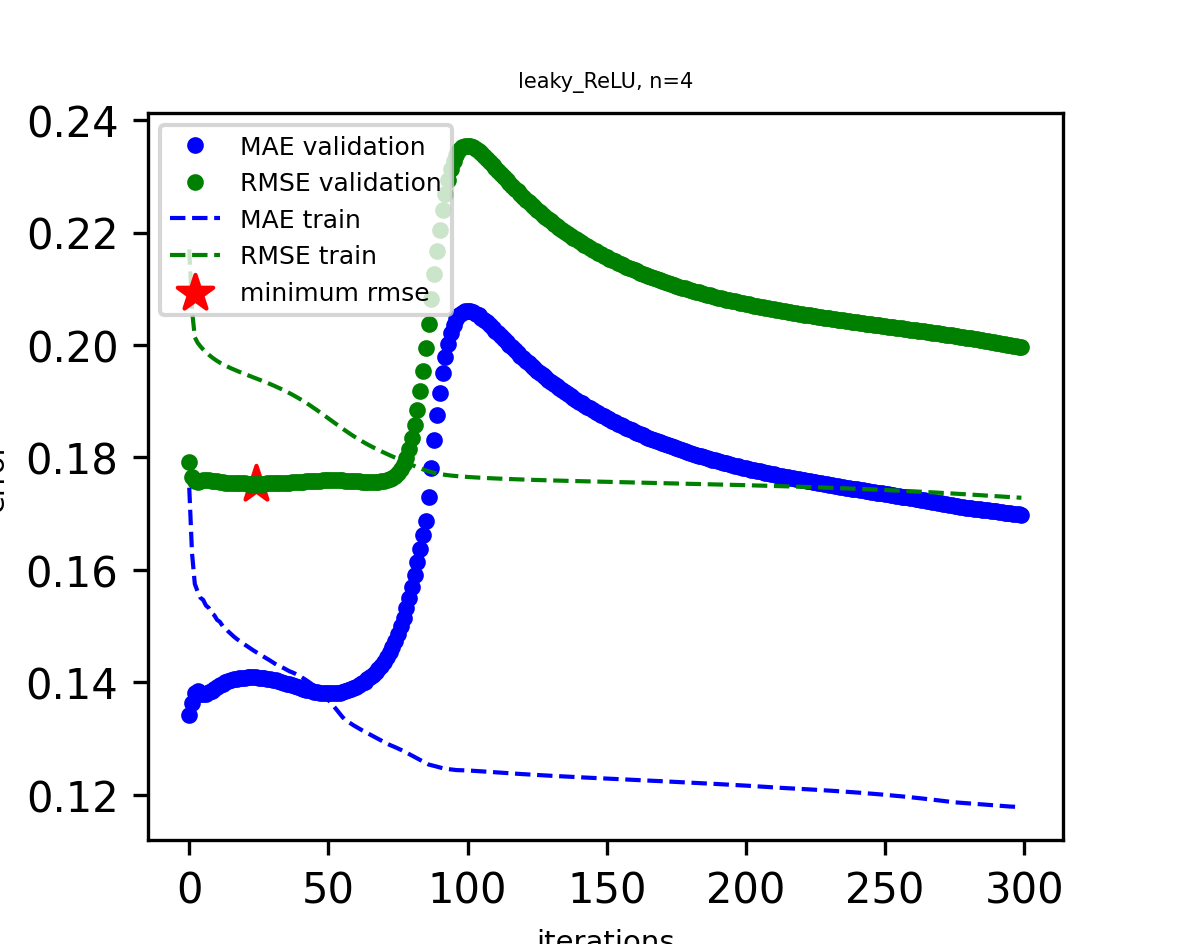 leaky_ReLU, n=4
0.24
0.22
0.20
0.18
0.16
0.14
0.12
MAE validation
RMSE validation
MAE train
RMSE train
minimum rmse
0 50 100 150 200 250 300
iterations